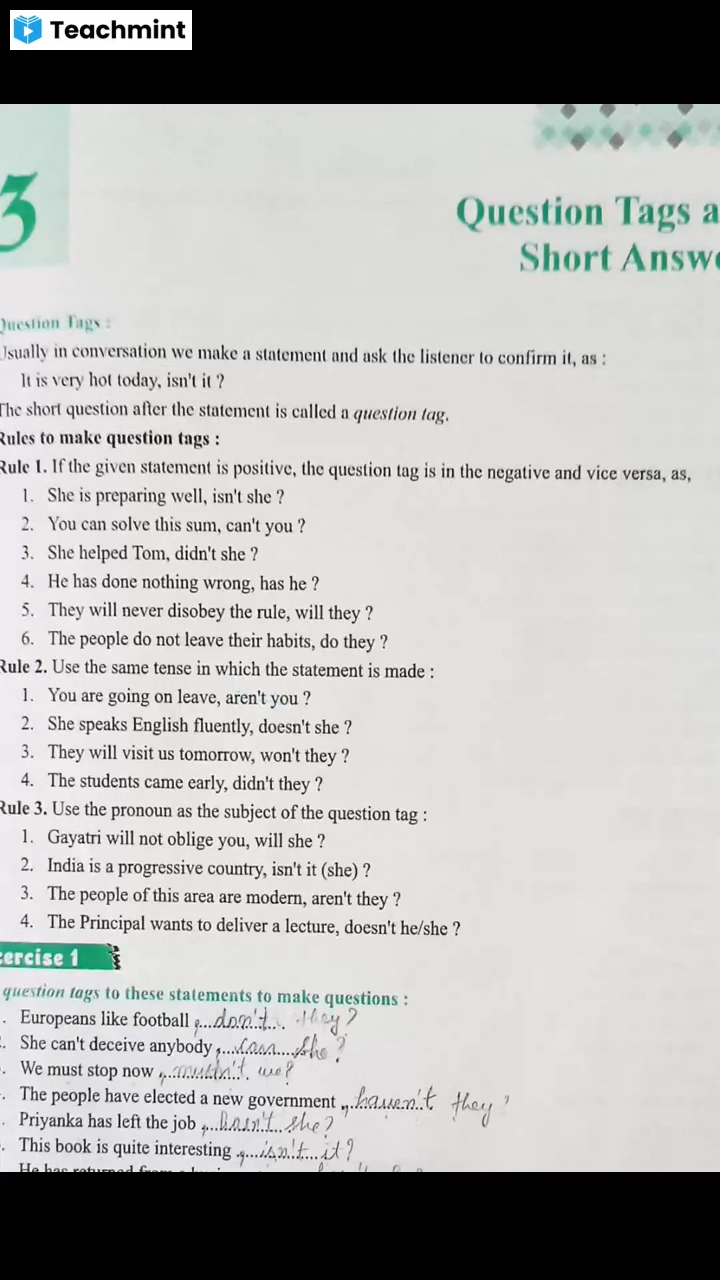 Teachmint
3
Question Tags a
Short Answe
Question Tags :
Usually in conversation we make a statement and ask the listener to confirm it, as :
It is very hot today, isn't it ?
The short question after the statement is called a question tag.
Rules to make question tags :
Rule 1. If the given statement is positive, the question tag is in the negative and vice versa, as,
1. She is preparing well, isn't she ?
2. You can solve this sum, can't you ?
3. She helped Tom, didn't she ?
4. He has done nothing wrong, has he ?
5. They will never disobey the rule, will they ?
6. The people do not leave their habits, do they ?
Rule 2. Use the same tense in which the statement is made :
1. You are going on leave, aren't you ?
2. She speaks English fluently, doesn't she ?
3. They will visit us tomorrow, won't they ?
4. The students came early, didn't they ?
Rule 3. Use the pronoun as the subject of the question tag :
1. Gayatri will not oblige you, will she ?
2. India is a progressive country, isn't it (she) ?
3. The people of this area are modern, aren't they ?
4. The Principal wants to deliver a lecture, doesn't he/she ?
ercise 1
question tags to these statements to make questions :
. Europeans like football ,...don't... they?
. She can't deceive anybody ,...can...she?
. We must stop now ,...mustn't. we?
. The people have elected a new government ,..haven't they?
. Priyanka has left the job ,...hasn't...she?
. This book is quite interesting ,...isn't...it?
He has returned from